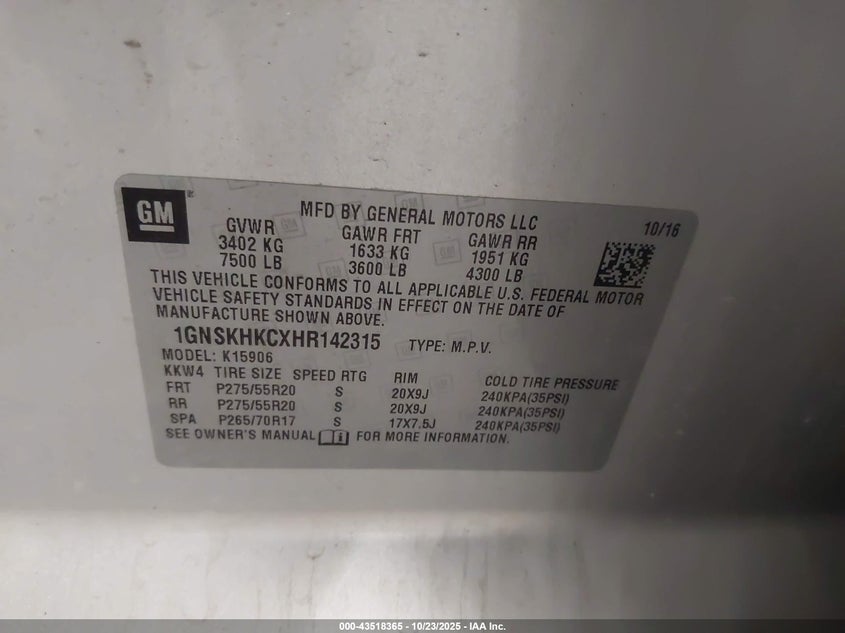 GM
MFD BY GENERAL MOTORS LLC
10/16
GVWR GAWR FRT GAWR RR
3402 KG 1633 KG 1951 KG
7500 LB 3600 LB 4300 LB
THIS VEHICLE CONFORMS TO ALL APPLICABLE U.S. FEDERAL MOTOR
VEHICLE SAFETY STANDARDS IN EFFECT ON THE DATE OF
MANUFACTURE SHOWN ABOVE.
1GNSKHKCXHR142315 TYPE: M.P.V.
MODEL: K15906
KKW4 TIRE SIZE SPEED RTG RIM COLD TIRE PRESSURE
FRT P275/55R20 S 20X9J 240KPA(35PSI)
RR P275/55R20 S 20X9J 240KPA(35PSI)
SPA P265/70R17 S 17X7.5J 240KPA(35PSI)
SEE OWNER'S MANUAL FOR MORE INFORMATION.
000-43518365 - 10/23/2025 - IAA Inc.